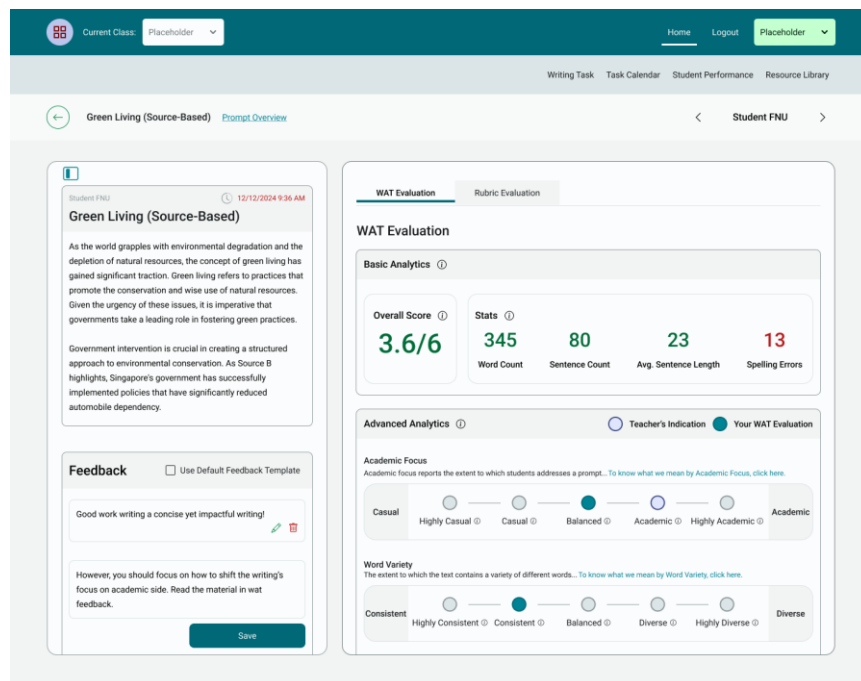 Current Class:
Placeholder
Home
Logout
Placeholder
Writing Task
Task Calendar
Student Performance
Resource Library
Green Living (Source-Based)
Prompt Overview
Student FNU
Student FNU
12/12/2024 9:36 AM
Green Living (Source-Based)
As the world grapples with environmental degradation and the
depletion of natural resources, the concept of green living has
gained significant traction. Green living refers to practices that
promote the conservation and wise use of natural resources.
Given the urgency of these issues, it is imperative that
governments take a leading role in fostering green practices.
Government intervention is crucial in creating a structured
approach to environmental conservation. As Source B
highlights, Singapore's government has successfully
implemented policies that have significantly reduced
automobile dependency.
Feedback
Use Default Feedback Template
Good work writing a concise yet impactful writing!
However, you should focus on how to shift the writing's
focus on academic side. Read the material in wat
feedback.
Save
WAT Evaluation
Rubric Evaluation
WAT Evaluation
Basic Analytics
Overall Score
3.6/6
Stats
345
80
23
13
Word Count
Sentence Count
Avg. Sentence Length
Spelling Errors
Advanced Analytics
Teacher's Indication
Your WAT Evaluation
Academic Focus
Academic focus reports the extent to which students addresses a prompt... To know what we mean by Academic Focus, click here.
Casual
Highly Casual
Casual
Balanced
Academic
Highly Academic
Academic
Word Variety
The extent to which the text contains a variety of different words... To know what we mean by Word Variety, click here.
Consistent
Highly Consistent
Consistent
Balanced
Diverse
Highly Diverse
Diverse